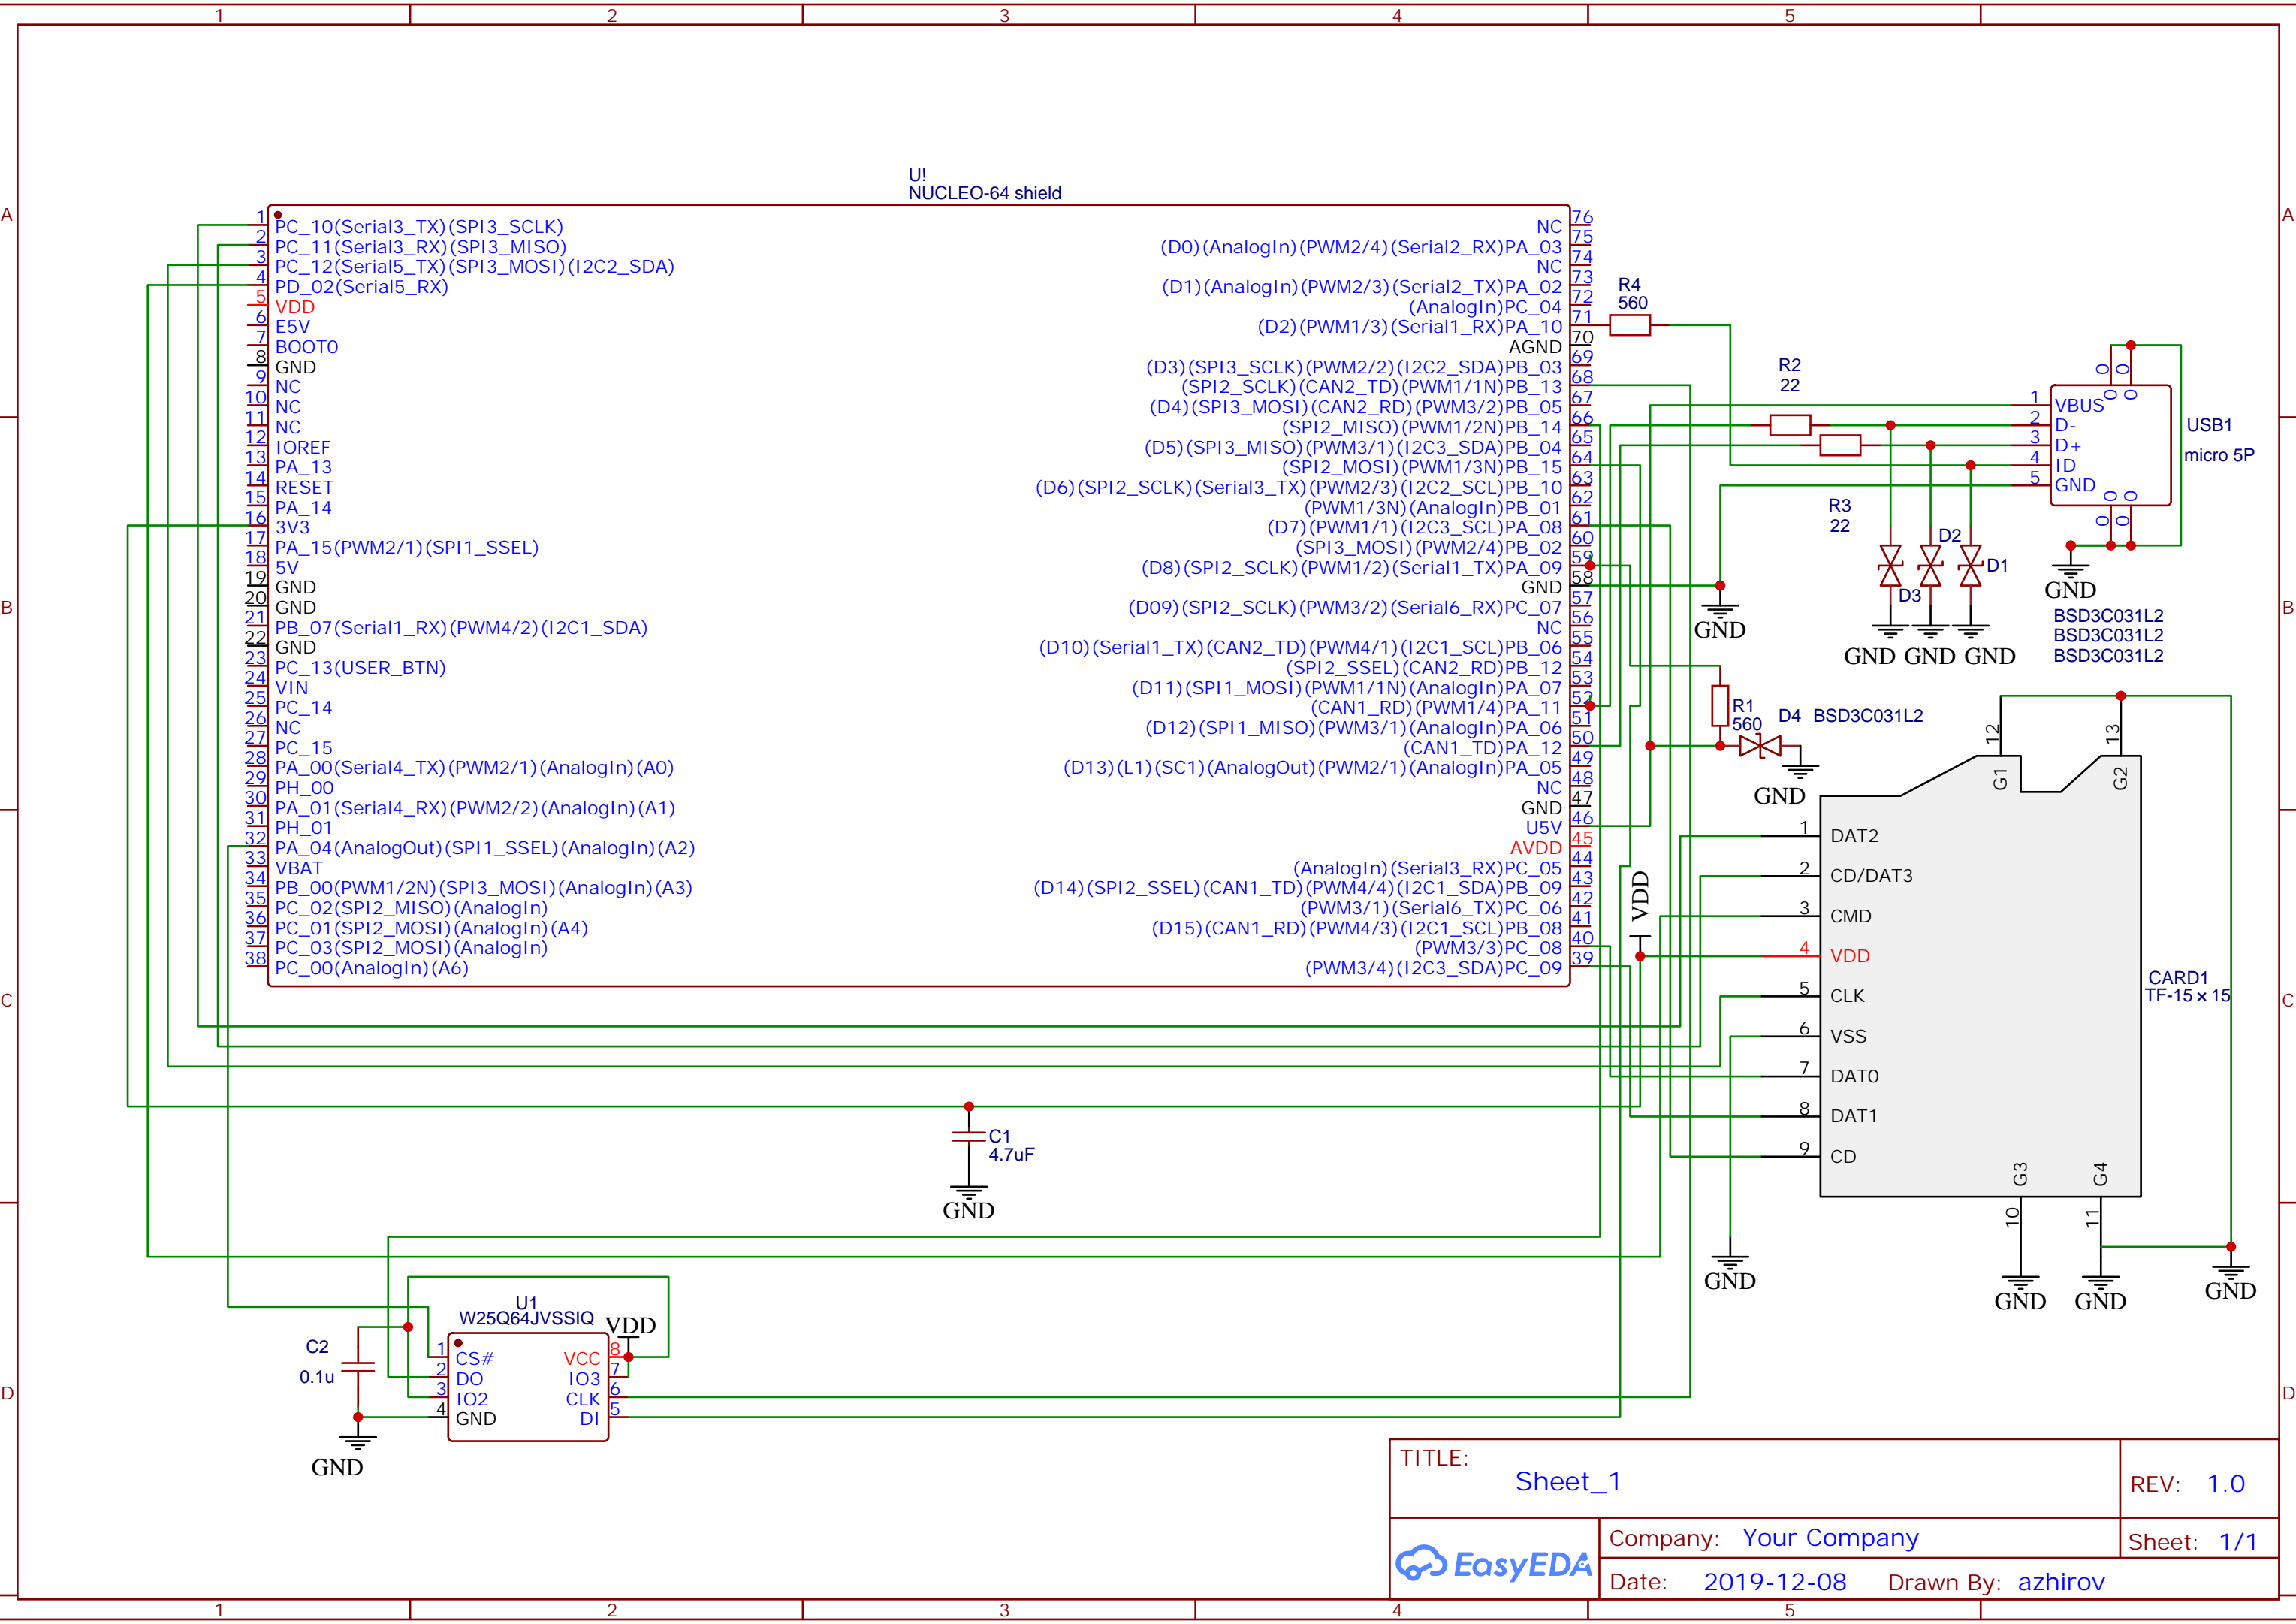 1 2 3 4 5
A A
B B
C C
D D
U!
NUCLEO-64 shield
1 PC_10(Serial3_TX)(SPI3_SCLK)
2 PC_11(Serial3_RX)(SPI3_MISO)
3 PC_12(Serial5_TX)(SPI3_MOSI)(I2C2_SDA)
4 PD_02(Serial5_RX)
5 VDD
6 E5V
7 BOOT0
8 GND
9 NC
10 NC
11 NC
12 IOREF
13 PA_13
14 RESET
15 PA_14
16 3V3
17 PA_15(PWM2/1)(SPI1_SSEL)
18 5V
19 GND
20 GND
21 PB_07(Serial1_RX)(PWM4/2)(I2C1_SDA)
22 GND
23 PC_13(USER_BTN)
24 VIN
25 PC_14
26 NC
27 PC_15
28 PA_00(Serial4_TX)(PWM2/1)(AnalogIn)(A0)
29 PH_00
30 PA_01(Serial4_RX)(PWM2/2)(AnalogIn)(A1)
31 PH_01
32 PA_04(AnalogOut)(SPI1_SSEL)(AnalogIn)(A2)
33 VBAT
34 PB_00(PWM1/2N)(SPI3_MOSI)(AnalogIn)(A3)
35 PC_02(SPI2_MISO)(AnalogIn)
36 PC_01(SPI2_MOSI)(AnalogIn)(A4)
37 PC_03(SPI2_MOSI)(AnalogIn)
38 PC_00(AnalogIn)(A6)
NC 76
(D0)(AnalogIn)(PWM2/4)(Serial2_RX)PA_03 75
NC 74
(D1)(AnalogIn)(PWM2/3)(Serial2_TX)PA_02 73
(AnalogIn)PC_04 72
(D2)(PWM1/3)(Serial1_RX)PA_10 71
AGND 70
(D3)(SPI3_SCLK)(PWM2/2)(I2C2_SDA)PB_03 69
(SPI2_SCLK)(CAN2_TD)(PWM1/1N)PB_13 68
(D4)(SPI3_MOSI)(CAN2_RD)(PWM3/2)PB_05 67
(SPI2_MISO)(PWM1/2N)PB_14 66
(D5)(SPI3_MISO)(PWM3/1)(I2C3_SDA)PB_04 65
(SPI2_MOSI)(PWM1/3N)PB_15 64
(D6)(SPI2_SCLK)(Serial3_TX)(PWM2/3)(I2C2_SCL)PB_10 63
(PWM1/3N)(AnalogIn)PB_01 62
(D7)(PWM1/1)(I2C3_SCL)PA_08 61
(SPI3_MOSI)(PWM2/4)PB_02 60
(D8)(SPI2_SCLK)(PWM1/2)(Serial1_TX)PA_09 59
GND 58
(D09)(SPI2_SCLK)(PWM3/2)(Serial6_RX)PC_07 57
NC 56
(D10)(Serial1_TX)(CAN2_TD)(PWM4/1)(I2C1_SCL)PB_06 55
(SPI2_SSEL)(CAN2_RD)PB_12 54
(D11)(SPI1_MOSI)(PWM1/1N)(AnalogIn)PA_07 53
(CAN1_RD)(PWM1/4)PA_11 52
(D12)(SPI1_MISO)(PWM3/1)(AnalogIn)PA_06 51
(CAN1_TD)PA_12 50
(D13)(L1)(SC1)(AnalogOut)(PWM2/1)(AnalogIn)PA_05 49
NC 48
GND 47
U5V 46
AVDD 45
(AnalogIn)(Serial3_RX)PC_05 44
(D14)(SPI2_SSEL)(CAN1_TD)(PWM4/4)(I2C1_SDA)PB_09 43
(PWM3/1)(Serial6_TX)PC_06 42
(D15)(CAN1_RD)(PWM4/3)(I2C1_SCL)PB_08 41
(PWM3/3)PC_08 40
(PWM3/4)(I2C3_SDA)PC_09 39
R4
560
R2
22
R3
22
0 0
0 0
1 VBUS
2 D-
3 D+
4 ID
5 GND
0 0
0 0
USB1
micro 5P
D2
D1
D3
GND
GND
GND GND GND
BSD3C031L2
BSD3C031L2
BSD3C031L2
R1
560
D4 BSD3C031L2
GND
VDD
12 13
G1 G2
1 DAT2
2 CD/DAT3
3 CMD
4 VDD
5 CLK
6 VSS
7 DAT0
8 DAT1
9 CD
G3 G4
10 11
CARD1
TF-15×15
GND
GND
GND
GND
C1
4.7uF
GND
U1
W25Q64JVSSIQ
VDD
C2
0.1u
GND
1 CS#
2 DO
3 IO2
4 GND
VCC 8
IO3 7
CLK 6
DI 5
TITLE:
Sheet_1
REV: 1.0
EasyEDA
Company: Your Company
Sheet: 1/1
Date: 2019-12-08 Drawn By: azhirov
1 2 3 4 5